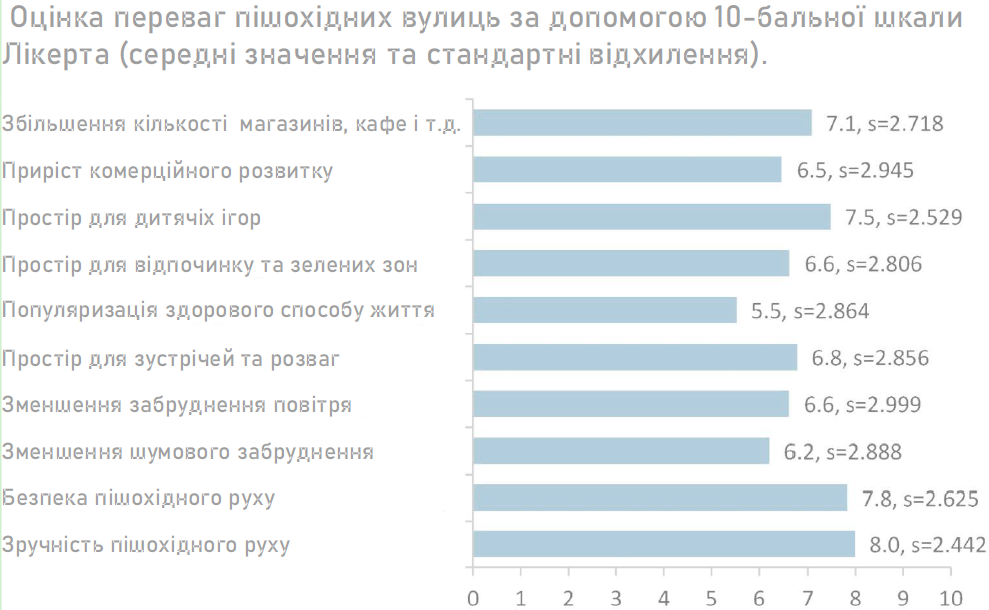 Оцінка переваг пішохідних вулиць за допомогою 10-бальної шкали
Лікерта (середні значення та стандартні відхилення).
Збільшення кількості магазинів, кафе і т.д. 7.1, s=2.718
Приріст комерційного розвитку 6.5, s=2.945
Простір для дитячіх ігор 7.5, s=2.529
Простір для відпочинку та зелених зон 6.6, s=2.806
Популяризація здорового способу життя 5.5, s=2.864
Простір для зустрічей та розваг 6.8, s=2.856
Зменшення забруднення повітря 6.6, s=2.999
Зменшення шумового забруднення 6.2, s=2.888
Безпека пішохідного руху 7.8, s=2.625
Зручність пішохідного руху 8.0, s=2.442
0 1 2 3 4 5 6 7 8 9 10